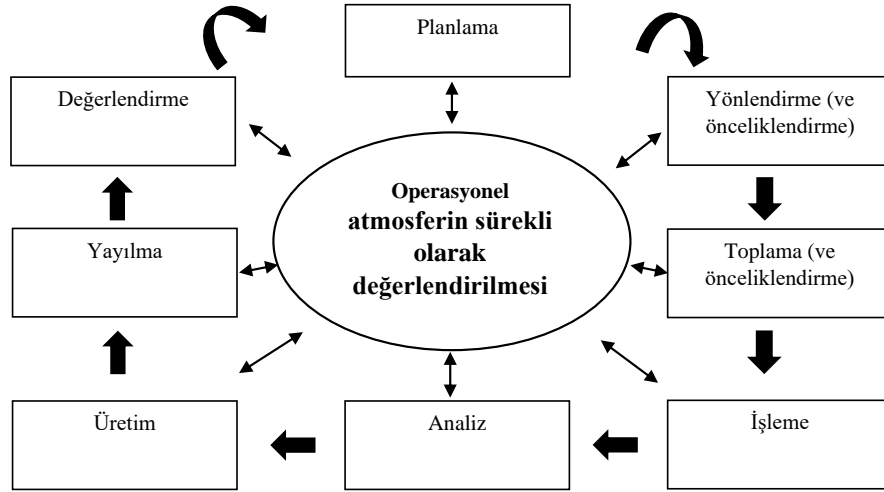 Planlama
Değerlendirme
Yönlendirme (ve
önceliklendirme)
Operasyonel
atmosferin sürekli
olarak
değerlendirilmesi
Yayılma
Toplama (ve
önceliklendirme)
Üretim
Analiz
İşleme